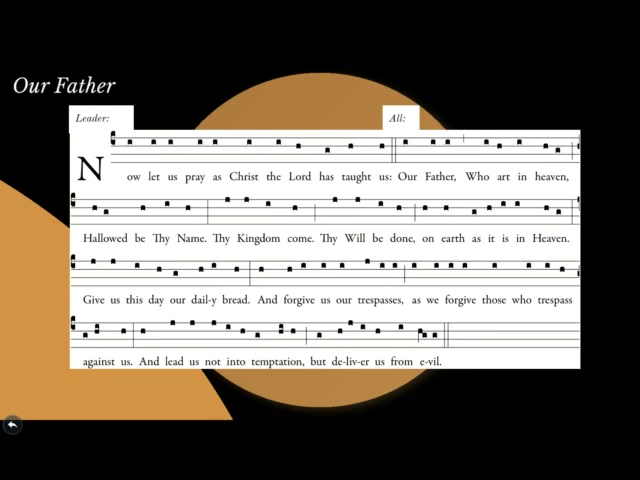 Our Father
Leader: All:
Now let us pray as Christ the Lord has taught us: Our Father, Who art in heaven,
Hallowed be Thy Name. Thy Kingdom come. Thy Will be done, on earth as it is in Heaven.
Give us this day our dail-y bread. And forgive us our trespasses, as we forgive those who trespass
against us. And lead us not into temptation, but de-liv-er us from e-vil.